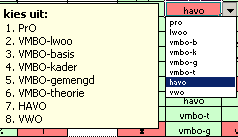 kies uit:
1. PrO
2. VMBO-lwoo
3. VMBO-basis
4. VMBO-kader
5. VMBO-gemengd
6. VMBO-theorie
7. HAVO
8. VWO
havo
pro
lwoo
vmbo-b
vmbo-k
vmbo-g
vmbo-t
havo
vwo
vmbo-t
vmbo-g